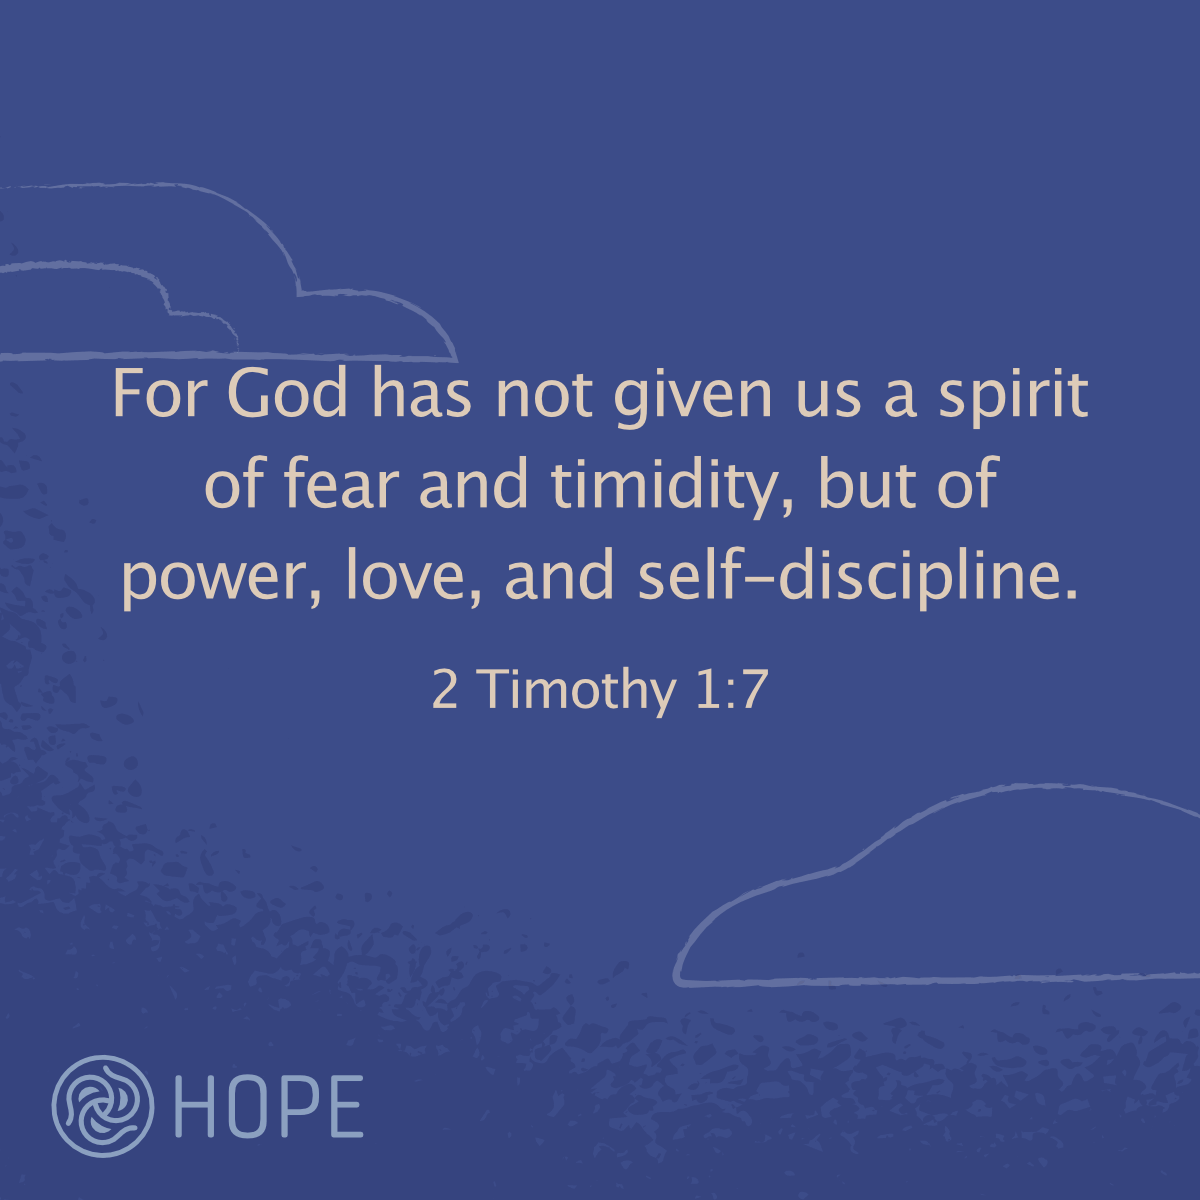 For God has not given us a spirit
of fear and timidity, but of
power, love, and self-discipline.
2 Timothy 1:7
HOPE